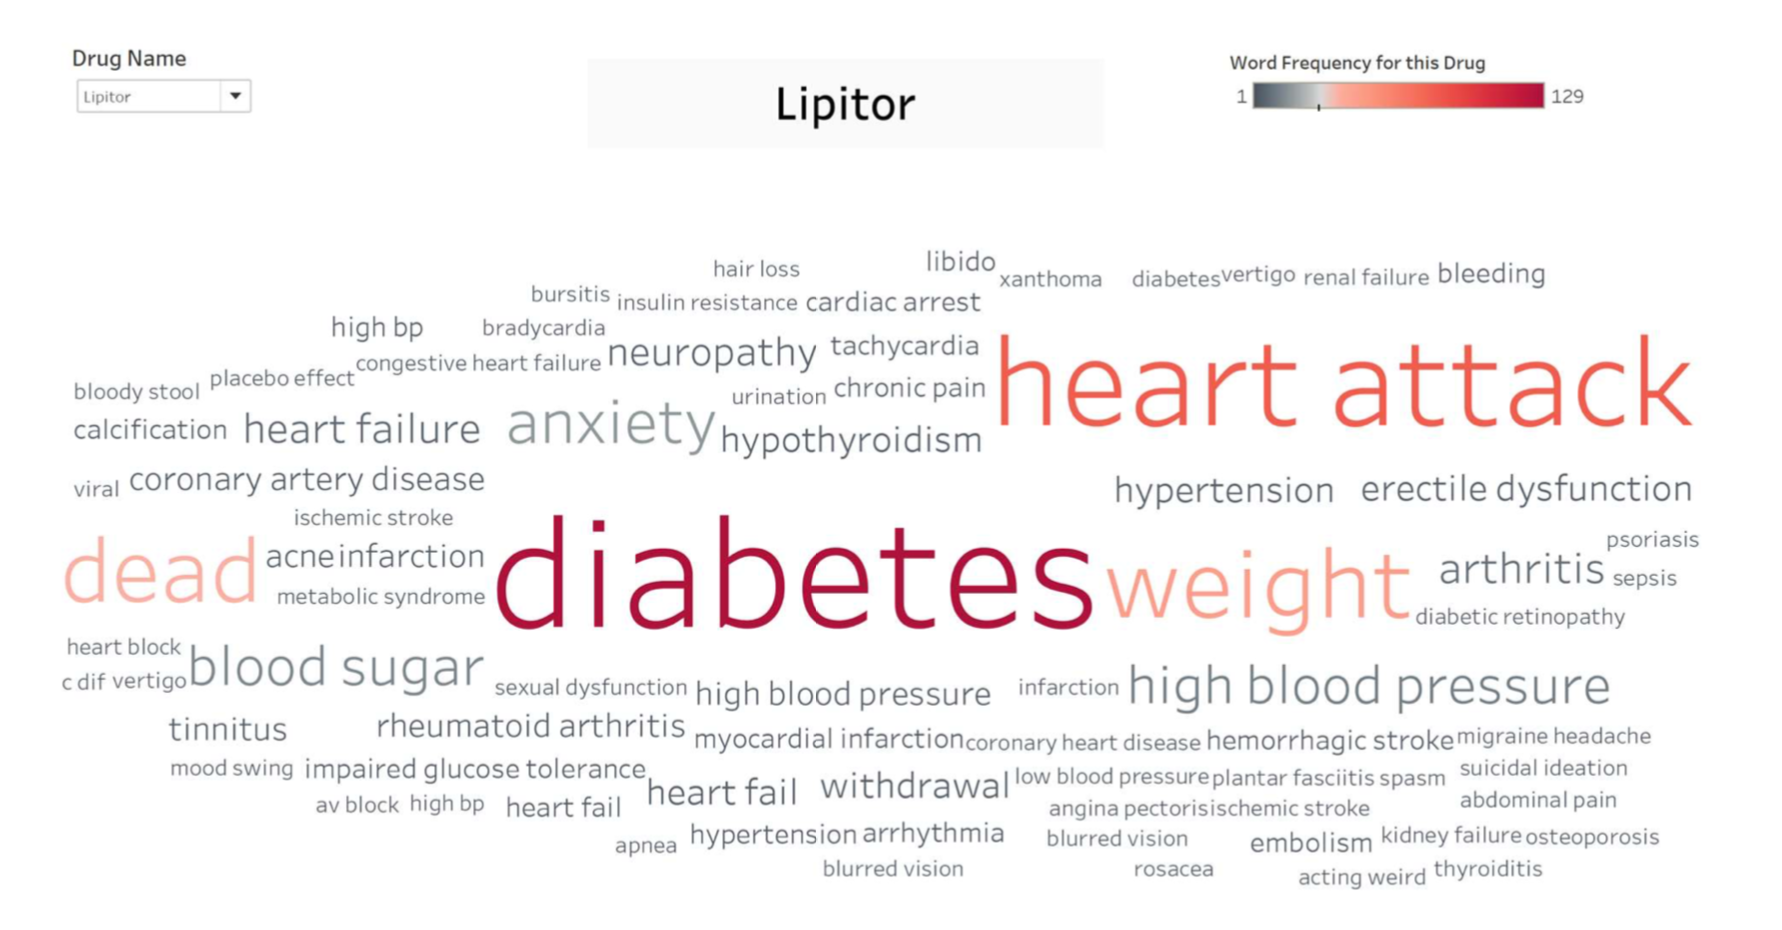 Drug Name
Lipitor
Lipitor
Word Frequency for this Drug
1 129
hair loss
libido
xanthoma
diabetes
vertigo
renal failure
bleeding
bursitis
insulin resistance
cardiac arrest
high bp
bradycardia
congestive heart failure
neuropathy
tachycardia
heart attack
bloody stool
placebo effect
urination
chronic pain
calcification
heart failure
anxiety
hypothyroidism
viral
coronary artery disease
hypertension
erectile dysfunction
ischemic stroke
dead
acne
infarction
diabetes
weight
arthritis
psoriasis
sepsis
metabolic syndrome
diabetic retinopathy
heart block
c dif
vertigo
blood sugar
sexual dysfunction
high blood pressure
infarction
high blood pressure
tinnitus
rheumatoid arthritis
myocardial infarction
coronary heart disease
hemorrhagic stroke
migraine headache
mood swing
impaired glucose tolerance
heart fail
withdrawal
low blood pressure
plantar fasciitis
spasm
suicidal ideation
av block
high bp
heart fail
angina pectoris
ischemic stroke
abdominal pain
apnea
hypertension
arrhythmia
blurred vision
embolism
kidney failure
osteoporosis
blurred vision
rosacea
acting weird
thyroiditis